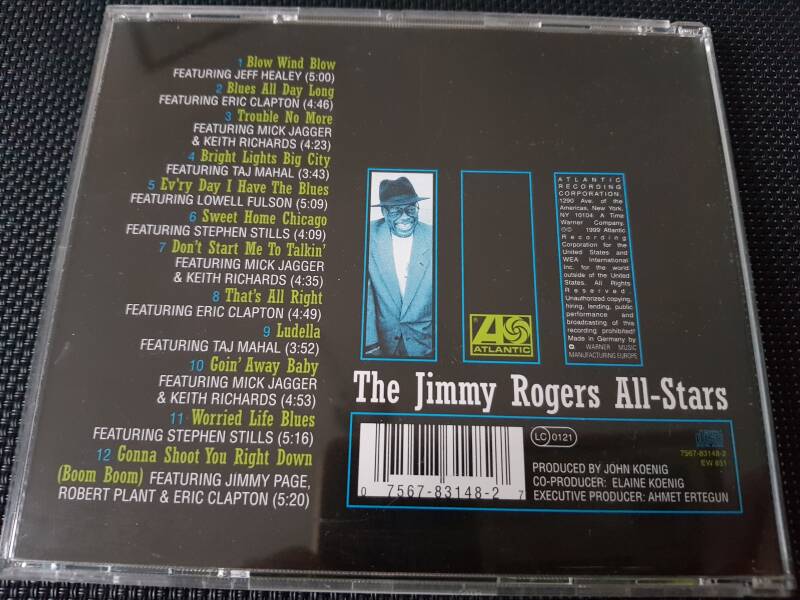 1 Blow Wind Blow
FEATURING JEFF HEALEY (5:00)
2 Blues All Day Long
FEATURING ERIC CLAPTON (4:46)
3 Trouble No More
FEATURING MICK JAGGER
& KEITH RICHARDS (4:23)
4 Bright Lights Big City
FEATURING TAJ MAHAL (3:43)
5 Ev'ry Day I Have The Blues
FEATURING LOWELL FULSON (5:09)
6 Sweet Home Chicago
FEATURING STEPHEN STILLS (4:09)
7 Don't Start Me To Talkin'
FEATURING MICK JAGGER
& KEITH RICHARDS (4:35)
8 That's All Right
FEATURING ERIC CLAPTON (4:49)
9 Ludella
FEATURING TAJ MAHAL (3:52)
10 Goin' Away Baby
FEATURING MICK JAGGER
& KEITH RICHARDS (4:53)
11 Worried Life Blues
FEATURING STEPHEN STILLS (5:16)
12 Gonna Shoot You Right Down
(Boom Boom) FEATURING JIMMY PAGE,
ROBERT PLANT & ERIC CLAPTON (5:20)
ATLANTIC
ATLANTIC
RECORDING
CORPORATION,
1290 Ave. of the
Americas, New York,
NY 10104. A Time
Warner Company.
℗© 1999 Atlantic
Recording
Corporation for the
United States and
WEA International
Inc. for the world
outside of the United
States. All Rights
Reserved.
Unauthorized copying,
hiring, lending, public
performance and
broadcasting of this
recording prohibited!
Made in Germany by
WARNER MUSIC
MANUFACTURING EUROPE
The Jimmy Rogers All-Stars
0 7567-83148-2 7
LC 0121
7567-83148-2
EW 851
PRODUCED BY JOHN KOENIG
CO-PRODUCER: ELAINE KOENIG
EXECUTIVE PRODUCER: AHMET ERTEGUN